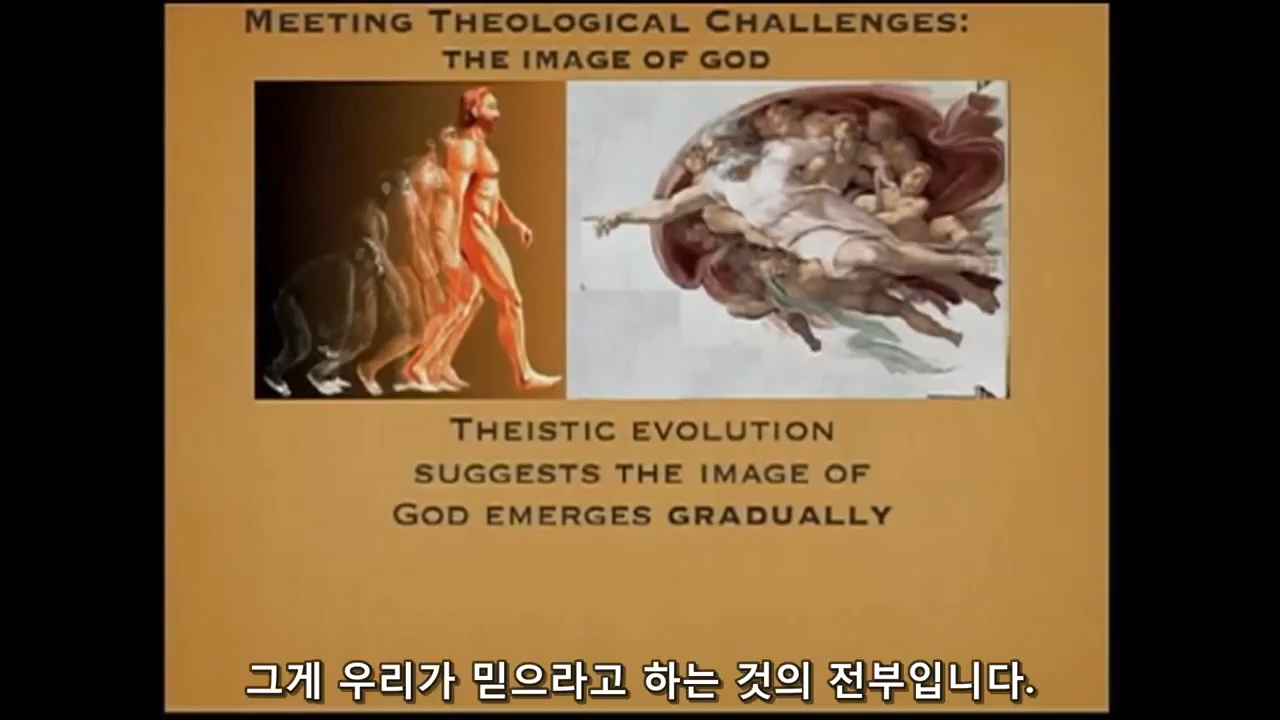 MEETING THEOLOGICAL CHALLENGES:
THE IMAGE OF GOD
THEISTIC EVOLUTION
SUGGESTS THE IMAGE OF
GOD EMERGES GRADUALLY
그게 우리가 믿으라고 하는 것의 전부입니다.